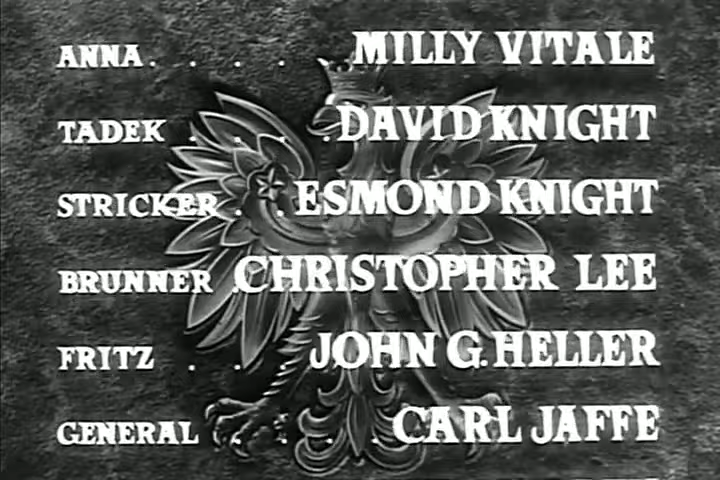 ANNA. . . . . MILLY VITALE
TADEK . . . . DAVID KNIGHT
STRICKER . . ESMOND KNIGHT
BRUNNER . CHRISTOPHER LEE
FRITZ . . . JOHN G. HELLER
GENERAL . . . . CARL JAFFE